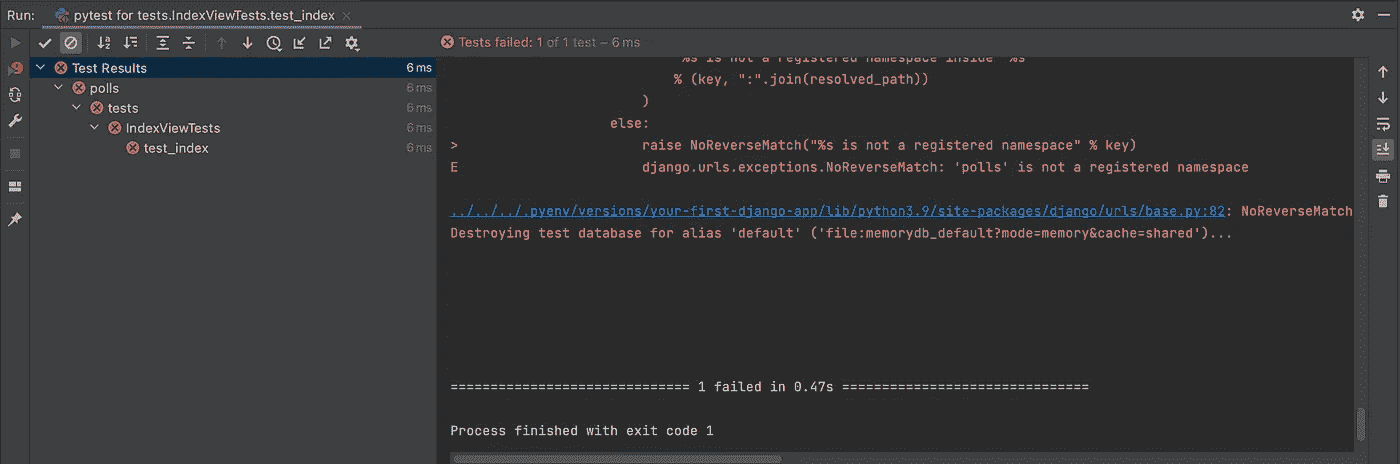 Run:
pytest for tests.IndexViewTests.test_index
Tests failed: 1 of 1 test – 6 ms
Test Results 6 ms
polls 6 ms
tests 6 ms
IndexViewTests 6 ms
test_index 6 ms
%s is not a registered namespace inside '%s'
% (key, ":".join(resolved_path))
)
else:
> raise NoReverseMatch("%s is not a registered namespace" % key)
E django.urls.exceptions.NoReverseMatch: 'polls' is not a registered namespace
../../../.pyenv/versions/your-first-django-app/lib/python3.9/site-packages/django/urls/base.py:82: NoReverseMatch
Destroying test database for alias 'default' ('file:memorydb_default?mode=memory&cache=shared')...
============================== 1 failed in 0.47s ===============================
Process finished with exit code 1